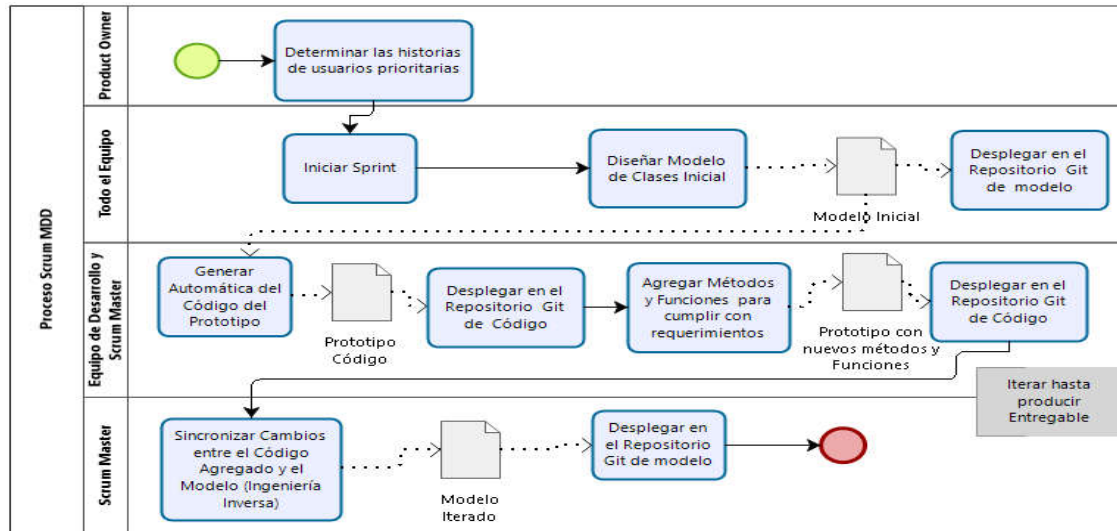 Proceso Scrum MDD
Product Owner
Determinar las historias
de usuarios prioritarias
Todo el Equipo
Iniciar Sprint
Diseñar Modelo
de Clases Inicial
Modelo Inicial
Desplegar en el
Repositorio Git
de modelo
Equipo de Desarrollo y
Scrum Master
Generar
Automática del
Código del
Prototipo
Prototipo
Código
Desplegar en el
Repositorio Git
de Código
Agregar Métodos
y Funciones para
cumplir con
requerimientos
Prototipo con
nuevos métodos y
Funciones
Desplegar en el
Repositorio Git
de Código
Iterar hasta
producir
Entregable
Scrum Master
Sincronizar Cambios
entre el Código
Agregado y el
Modelo (Ingeniería
Inversa)
Modelo
Iterado
Desplegar en
el Repositorio
Git de modelo